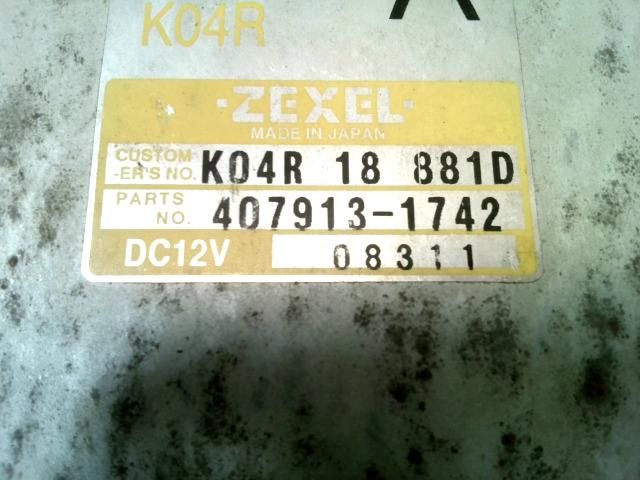 K04R
·ZEXEL·
MADE IN JAPAN
CUSTOM
-ER'S NO. K04R 18 881D
PARTS
NO. 407913-1742
DC12V 08311